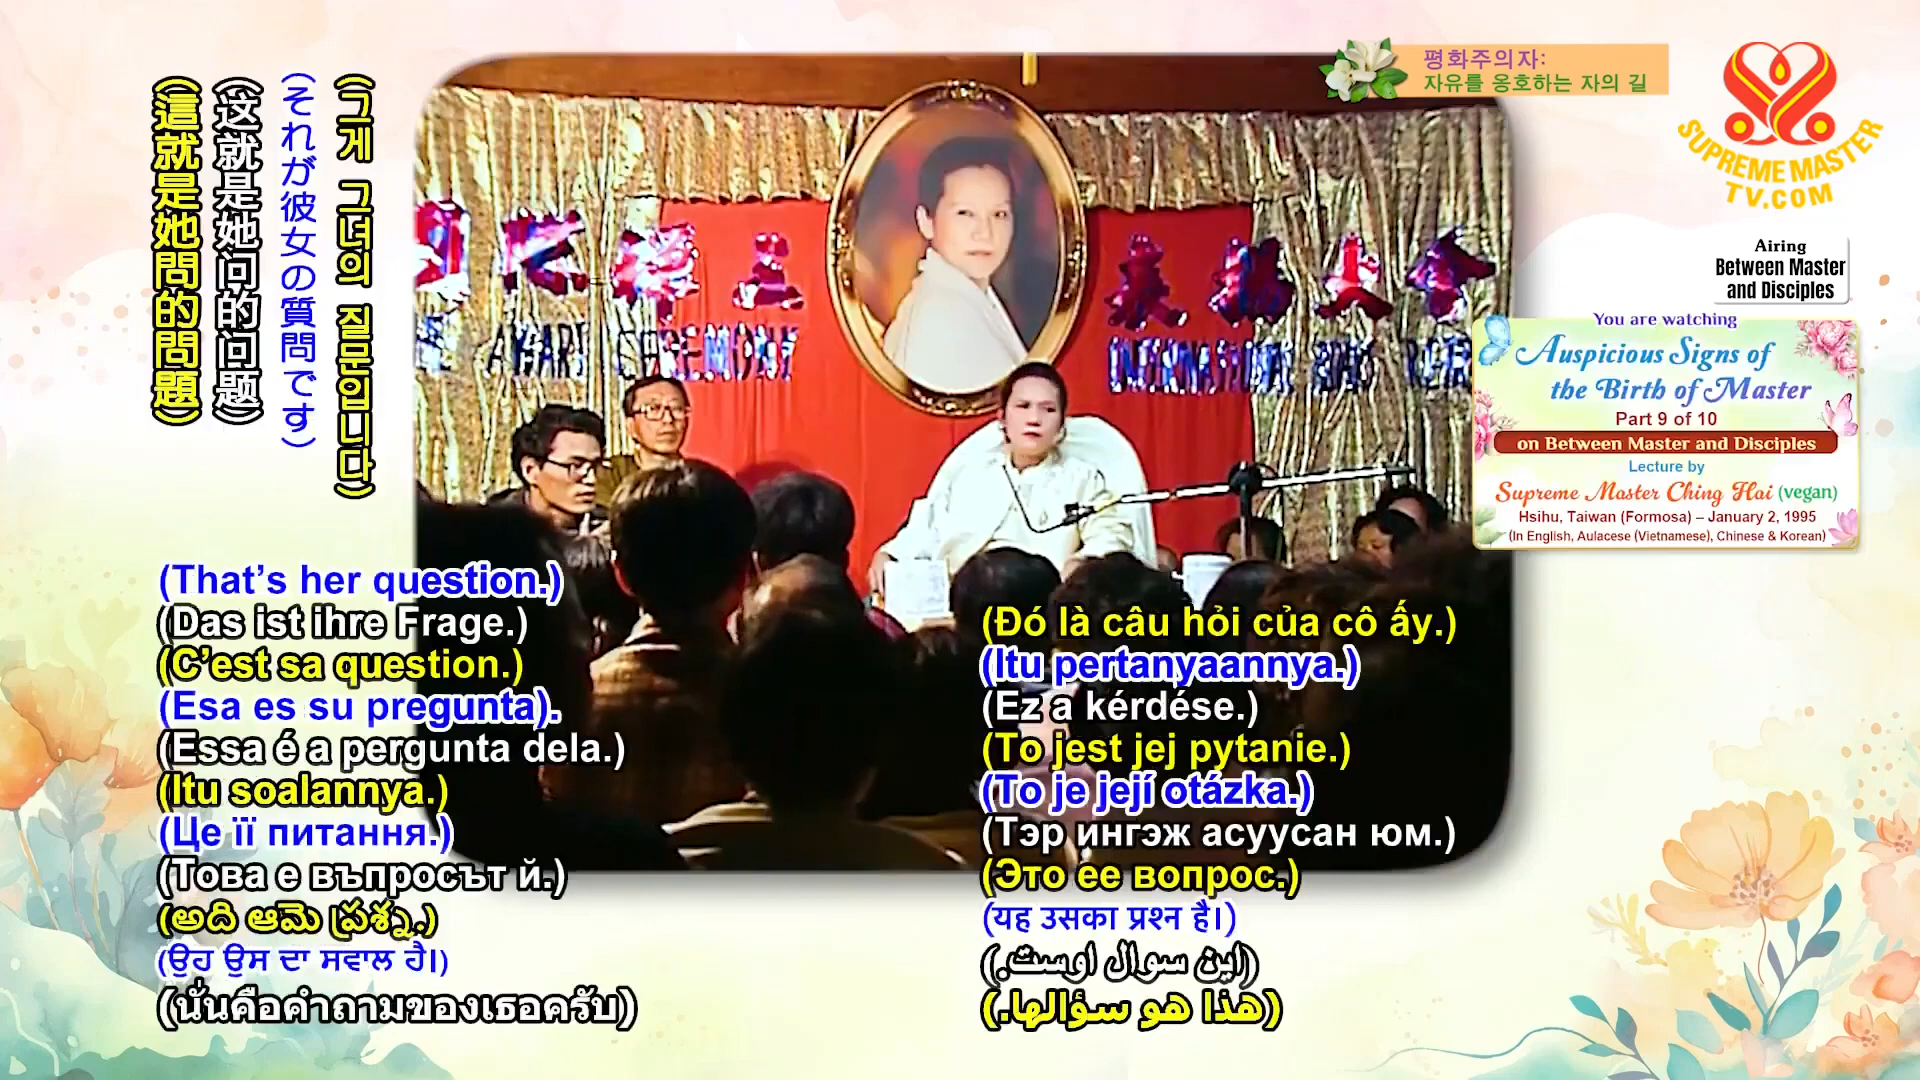 평화주의자:
자유를 옹호하는 자의 길
SUPREME MASTER
TV.COM
Airing
Between Master
and Disciples
You are watching
Auspicious Signs of
the Birth of Master
Part 9 of 10
on Between Master and Disciples
Lecture by
Supreme Master Ching Hai (vegan)
Hsihu, Taiwan (Formosa) – January 2, 1995
(In English, Aulacese (Vietnamese), Chinese & Korean)
(그게 그녀의 질문입니다)
(それが彼女の質問です)
(这就是她问的问题)
(這就是她問的問題)
(That’s her question.)
(Das ist ihre Frage.)
(C’est sa question.)
(Esa es su pregunta).
(Essa é a pergunta dela.)
(Itu soalannya.)
(Це її питання.)
(Това е въпросът й.)
(అది ఆమె ప్రశ్న.)
(ਉਹ ਉਸ ਦਾ ਸਵਾਲ ਹੈ।)
(นั่นคือคำถามของเธอครับ)
(Đó là câu hỏi của cô ấy.)
(Itu pertanyaannya.)
(Ez a kérdése.)
(To jest jej pytanie.)
(To je její otázka.)
(Тэр ингэж асуусан юм.)
(Это ее вопрос.)
(यह उसका प्रश्न है।)
(این سوال اوست.)
(هذا هو سؤالها.)